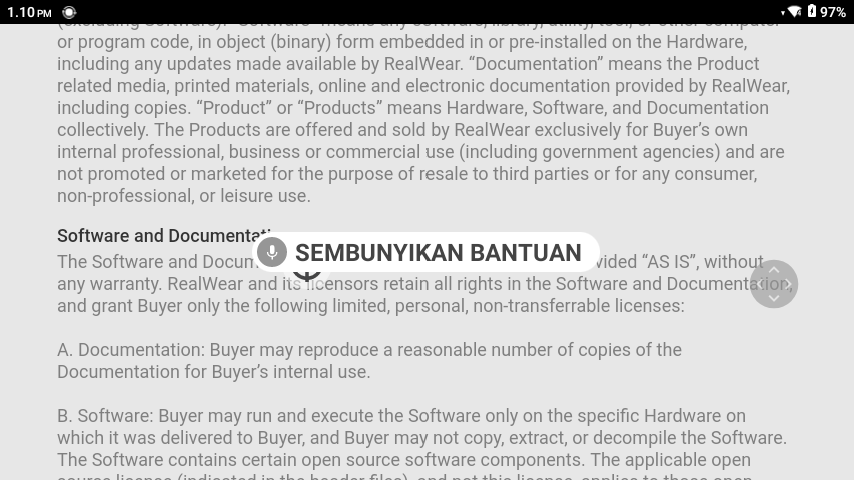 1.10 PM
97%
or program code, in object (binary) form embedded in or pre-installed on the Hardware,
including any updates made available by RealWear. “Documentation” means the Product
related media, printed materials, online and electronic documentation provided by RealWear,
including copies. “Product” or “Products” means Hardware, Software, and Documentation
collectively. The Products are offered and sold by RealWear exclusively for Buyer’s own
internal professional, business or commercial use (including government agencies) and are
not promoted or marketed for the purpose of resale to third parties or for any consumer,
non-professional, or leisure use.
Software and Documentati
SEMBUNYIKAN BANTUAN
The Software and Docum vided “AS IS”, without
any warranty. RealWear and its licensors retain all rights in the Software and Documentation,
and grant Buyer only the following limited, personal, non-transferrable licenses:
A. Documentation: Buyer may reproduce a reasonable number of copies of the
Documentation for Buyer’s internal use.
B. Software: Buyer may run and execute the Software only on the specific Hardware on
which it was delivered to Buyer, and Buyer may not copy, extract, or decompile the Software.
The Software contains certain open source software components. The applicable open